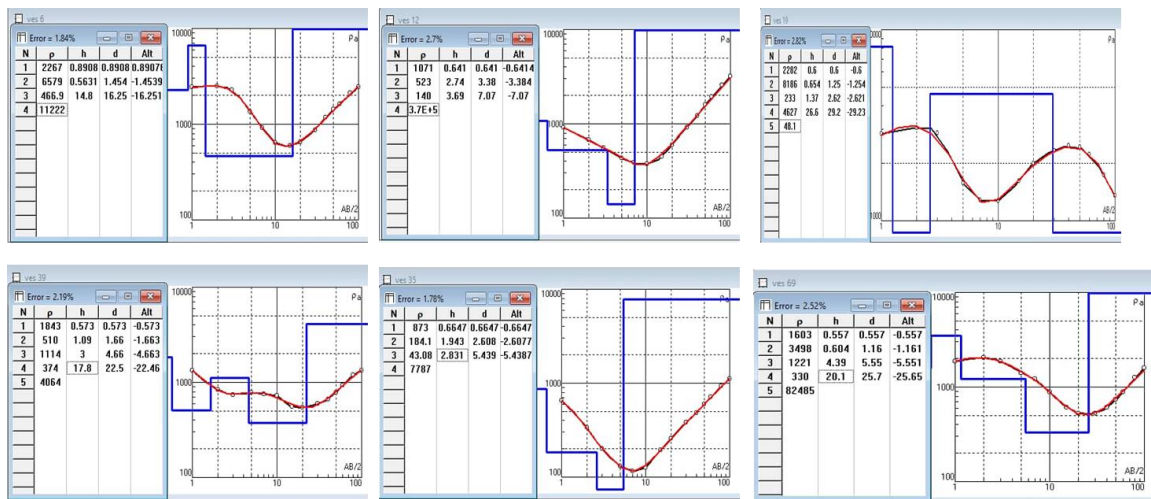 ves 6
Error = 1.84%
N ρ h d Alt
1 2267 0.8908 0.8908 0.89076
2 6579 0.5631 1.454 -1.4539
3 466.9 14.8 16.25 -16.251
4 11222
10000
ρa
1000
100
AB/2
1 10 100
ves 12
Error = 2.7%
N ρ h d Alt
1 1071 0.641 0.641 -0.6414
2 523 2.74 3.38 -3.384
3 140 3.69 7.07 -7.07
4 3.7E+5
10000
ρa
1000
100
AB/2
1 10 100
ves 19
Error = 2.82%
N ρ h d Alt
1 2282 0.6 0.6 -0.6
2 8186 0.654 1.25 -1.254
3 233 1.37 2.62 -2.621
4 4627 26.6 29.2 -29.23
5 48.1
10000
ρa
1000
AB/2
1 10 100
ves 39
Error = 2.19%
N ρ h d Alt
1 1843 0.573 0.573 -0.573
2 510 1.09 1.66 -1.663
3 1114 3 4.66 -4.663
4 374 17.8 22.5 -22.46
5 4064
10000
ρa
1000
100
AB/2
1 10 100
ves 35
Error = 1.78%
N ρ h d Alt
1 873 0.6647 0.6647 -0.6647
2 184.1 1.943 2.608 -2.6077
3 43.08 2.831 5.439 -5.4387
4 7787
10000
ρa
1000
100
AB/2
1 10 100
ves 69
Error = 2.52%
N ρ h d Alt
1 1603 0.557 0.557 -0.557
2 3498 0.604 1.16 -1.161
3 1221 4.39 5.55 -5.551
4 330 20.1 25.7 -25.65
5 82485
10000
ρa
1000
100
AB/2
1 10 100